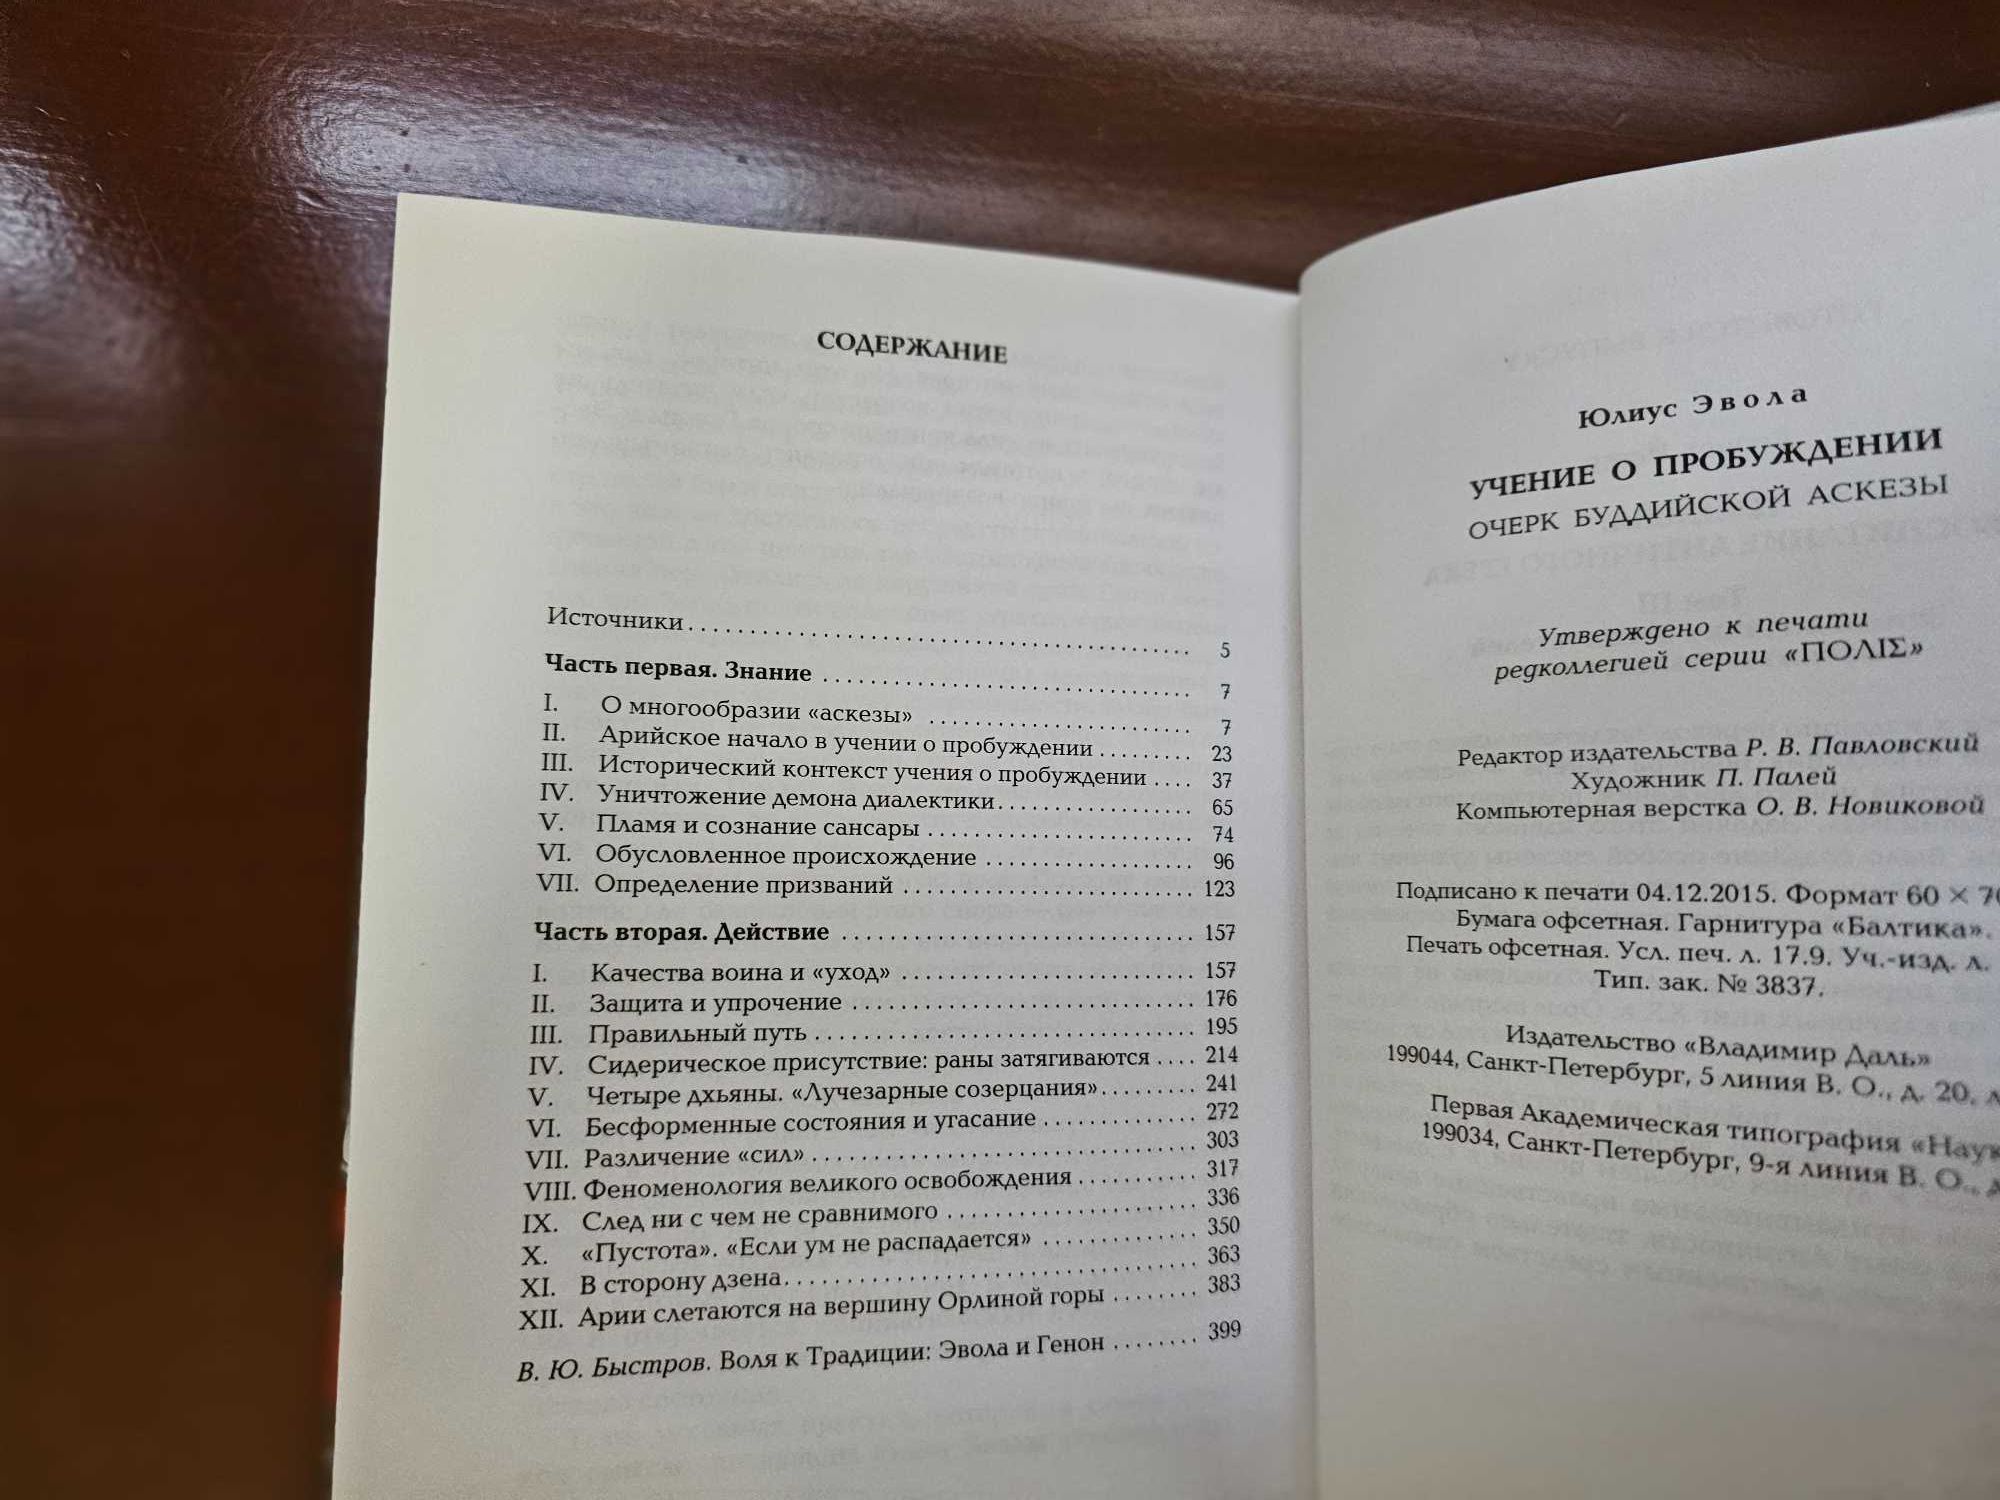 СОДЕРЖАНИЕ
Источники ........ 5
Часть первая. Знание ........ 7
I. О многообразии «аскезы» ........ 7
II. Арийское начало в учении о пробуждении ........ 23
III. Исторический контекст учения о пробуждении .... 37
IV. Уничтожение демона диалектики ........ 65
V. Пламя и сознание сансары ........ 74
VI. Обусловленное происхождение ........ 96
VII. Определение призваний ........ 123
Часть вторая. Действие ........ 157
I. Качества воина и «уход» ........ 157
II. Защита и упрочение ........ 176
III. Правильный путь ........ 195
IV. Сидерическое присутствие: раны затягиваются .... 214
V. Четыре дхьяны. «Лучезарные созерцания» ........ 241
VI. Бесформенные состояния и угасание ........ 272
VII. Различение «сил» ........ 303
VIII. Феноменология великого освобождения ........ 317
IX. След ни с чем не сравнимого ........ 336
X. «Пустота». «Если ум не распадается» ........ 350
XI. В сторону дзена ........ 363
XII. Арии слетаются на вершину Орлиной горы ........ 383
В. Ю. Быстров. Воля к Традиции: Эвола и Генон ........ 399
Юлиус Эвола
УЧЕНИЕ О ПРОБУЖДЕНИИ
ОЧЕРК БУДДИЙСКОЙ АСКЕЗЫ
Утверждено к печати
редколлегией серии «ΠΟΛΙΣ»
Редактор издательства Р. В. Павловский
Художник П. Палей
Компьютерная верстка О. В. Новиковой
Подписано к печати 04.12.2015. Формат 60 ×
Бумага офсетная. Гарнитура «Балтика».
Печать офсетная. Усл. печ. л. 17.9. Уч.-изд. л.
Тип. зак. № 3837.
Издательство «Владимир Даль»
199044, Санкт-Петербург, 5 линия В. О., д. 20,
Первая Академическая типография
199034, Санкт-Петербург, 9-я линия В. О.,